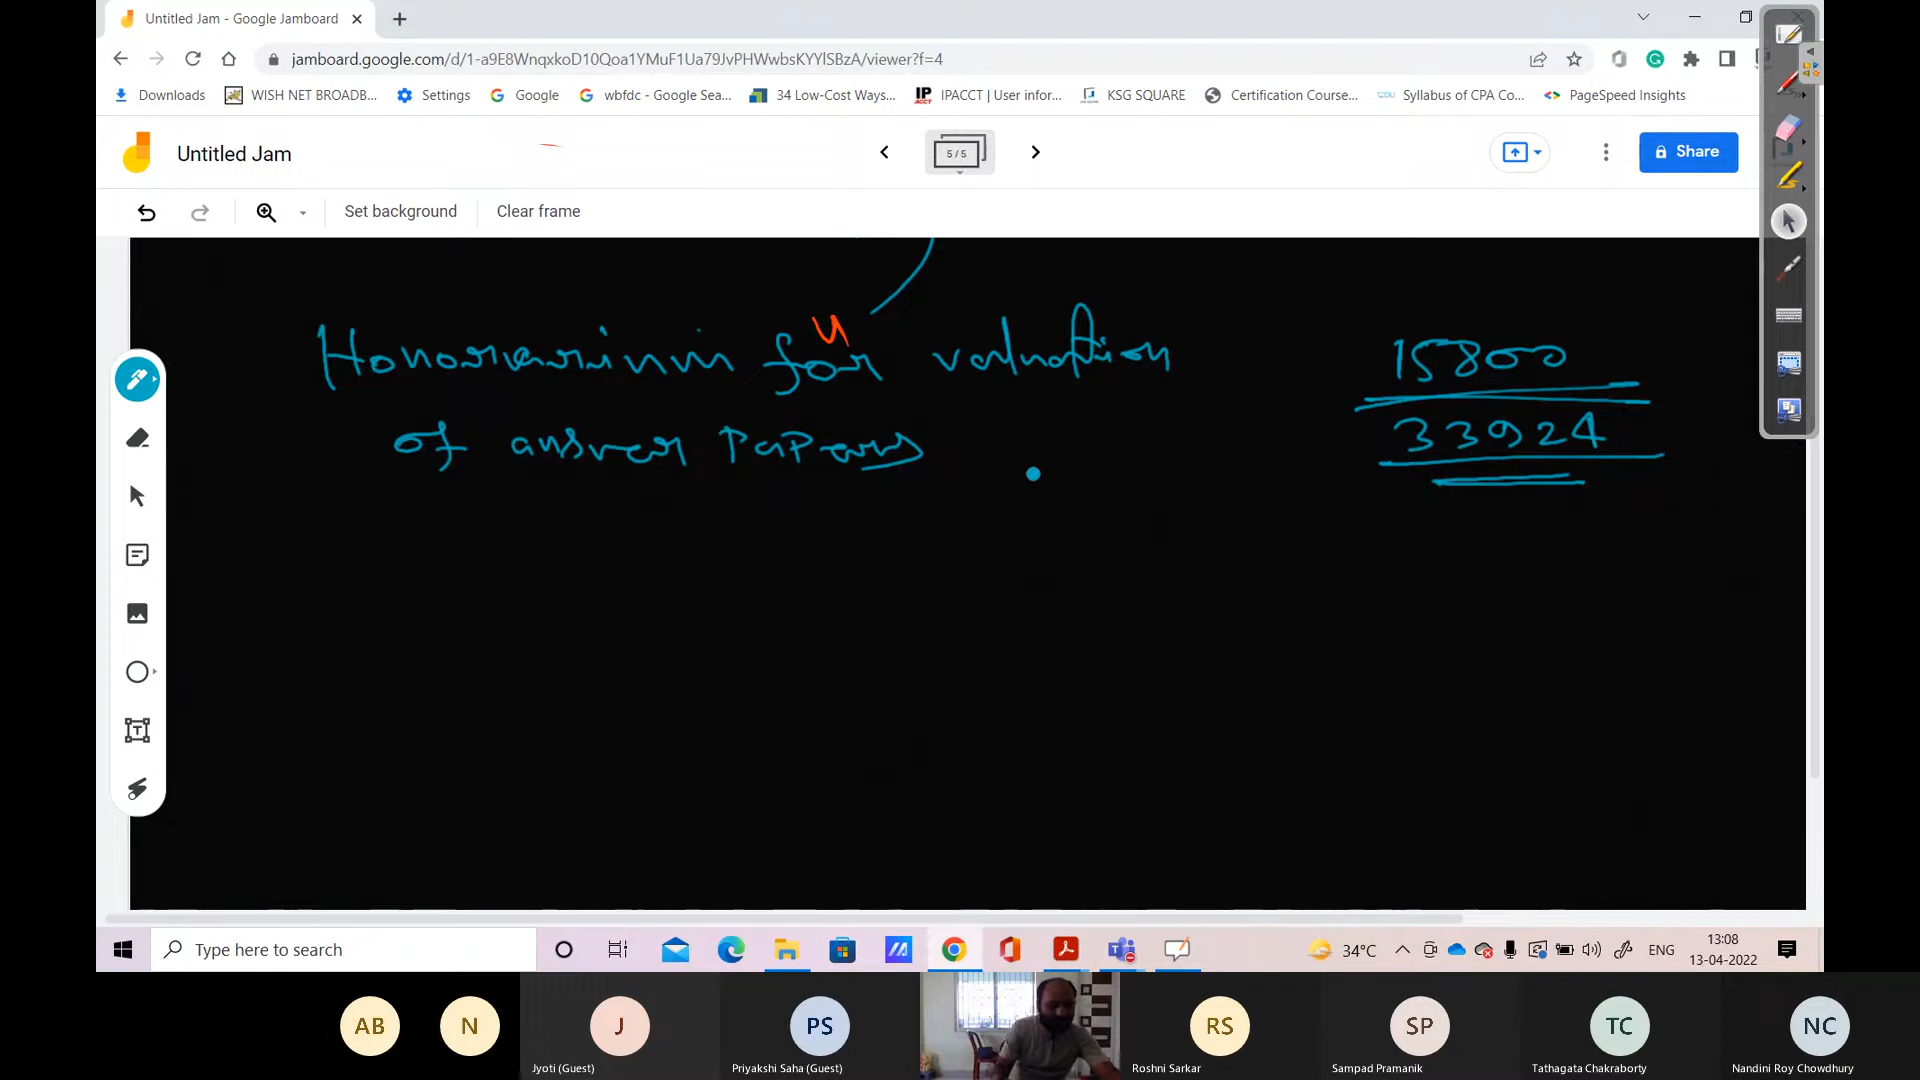 Untitled Jam - Google Jamboard
jamboard.google.com/d/1-a9E8WnqxkoD10Qoa1YMuF1Ua79JvPHWwbsKYYlSBzA/viewer?f=4
Downloads WISH NET BROADB... Settings Google wbfdc - Google Sea... 34 Low-Cost Ways... IP ACCT IPACCT | User infor... KSG SQUARE Certification Course... Syllabus of CPA Co... PageSpeed Insights
Untitled Jam 5 / 5 Share
Set background Clear frame
u
Honorarium for valuation 15800
of answer papers 33924
Type here to search 34°C ENG 13:08
13-04-2022
AB N J PS RS SP TC NC
Jyoti (Guest) Priyakshi Saha (Guest) Roshni Sarkar Sampad Pramanik Tathagata Chakraborty Nandini Roy Chowdhury